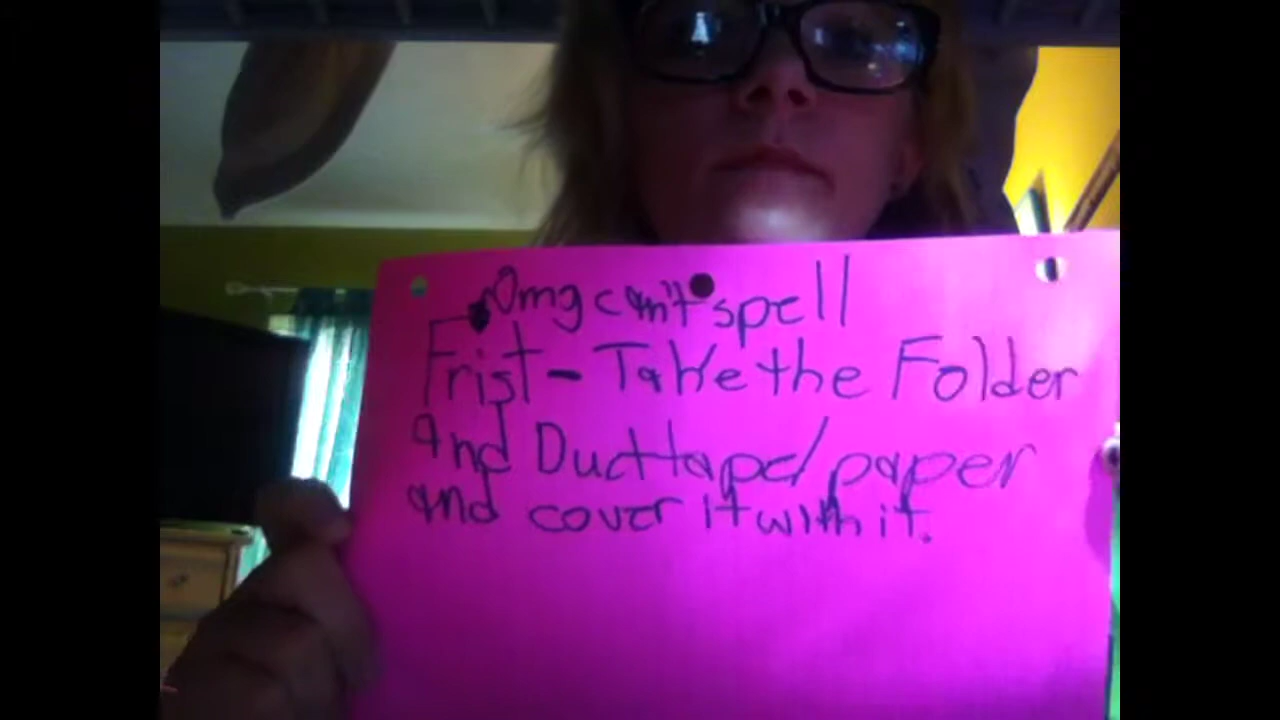 Omg can't spell
Frist - Take the Folder
and Ducttape/paper
and cover it with it.